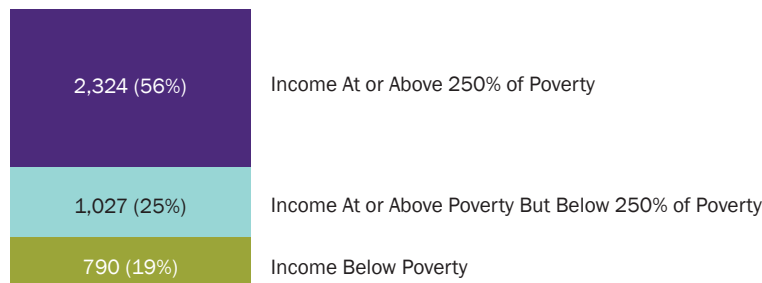 2,324 (56%) Income At or Above 250% of Poverty
1,027 (25%) Income At or Above Poverty But Below 250% of Poverty
790 (19%) Income Below Poverty